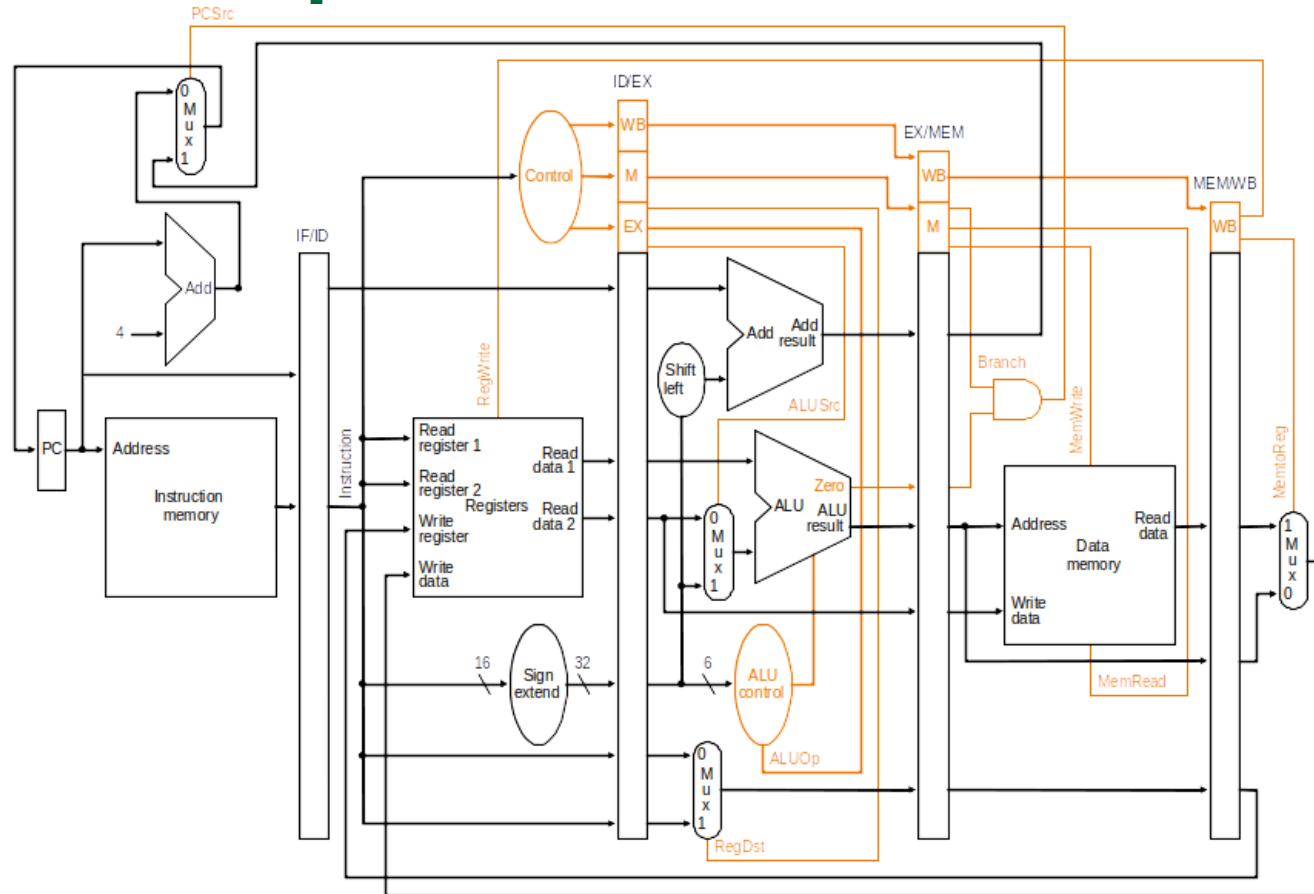 PCSrc
0
M
u
x
1
ID/EX
WB
M
EX
Control
EX/MEM
WB
M
MEM/WB
WB
IF/ID
Add
4
RegWrite
Shift
left
Add
Add
result
ALUSrc
Branch
MemWrite
MemtoReg
PC
Address
Instruction
memory
Instruction
Read
register 1
Read
register 2
Write
register
Write
data
Registers
Read
data 1
Read
data 2
0
M
u
x
1
ALU
Zero
ALU
result
Address
Write
data
Data
memory
Read
data
1
M
u
x
0
16
Sign
extend
32
6
ALU
control
MemRead
ALUOp
0
M
u
x
1
RegDst